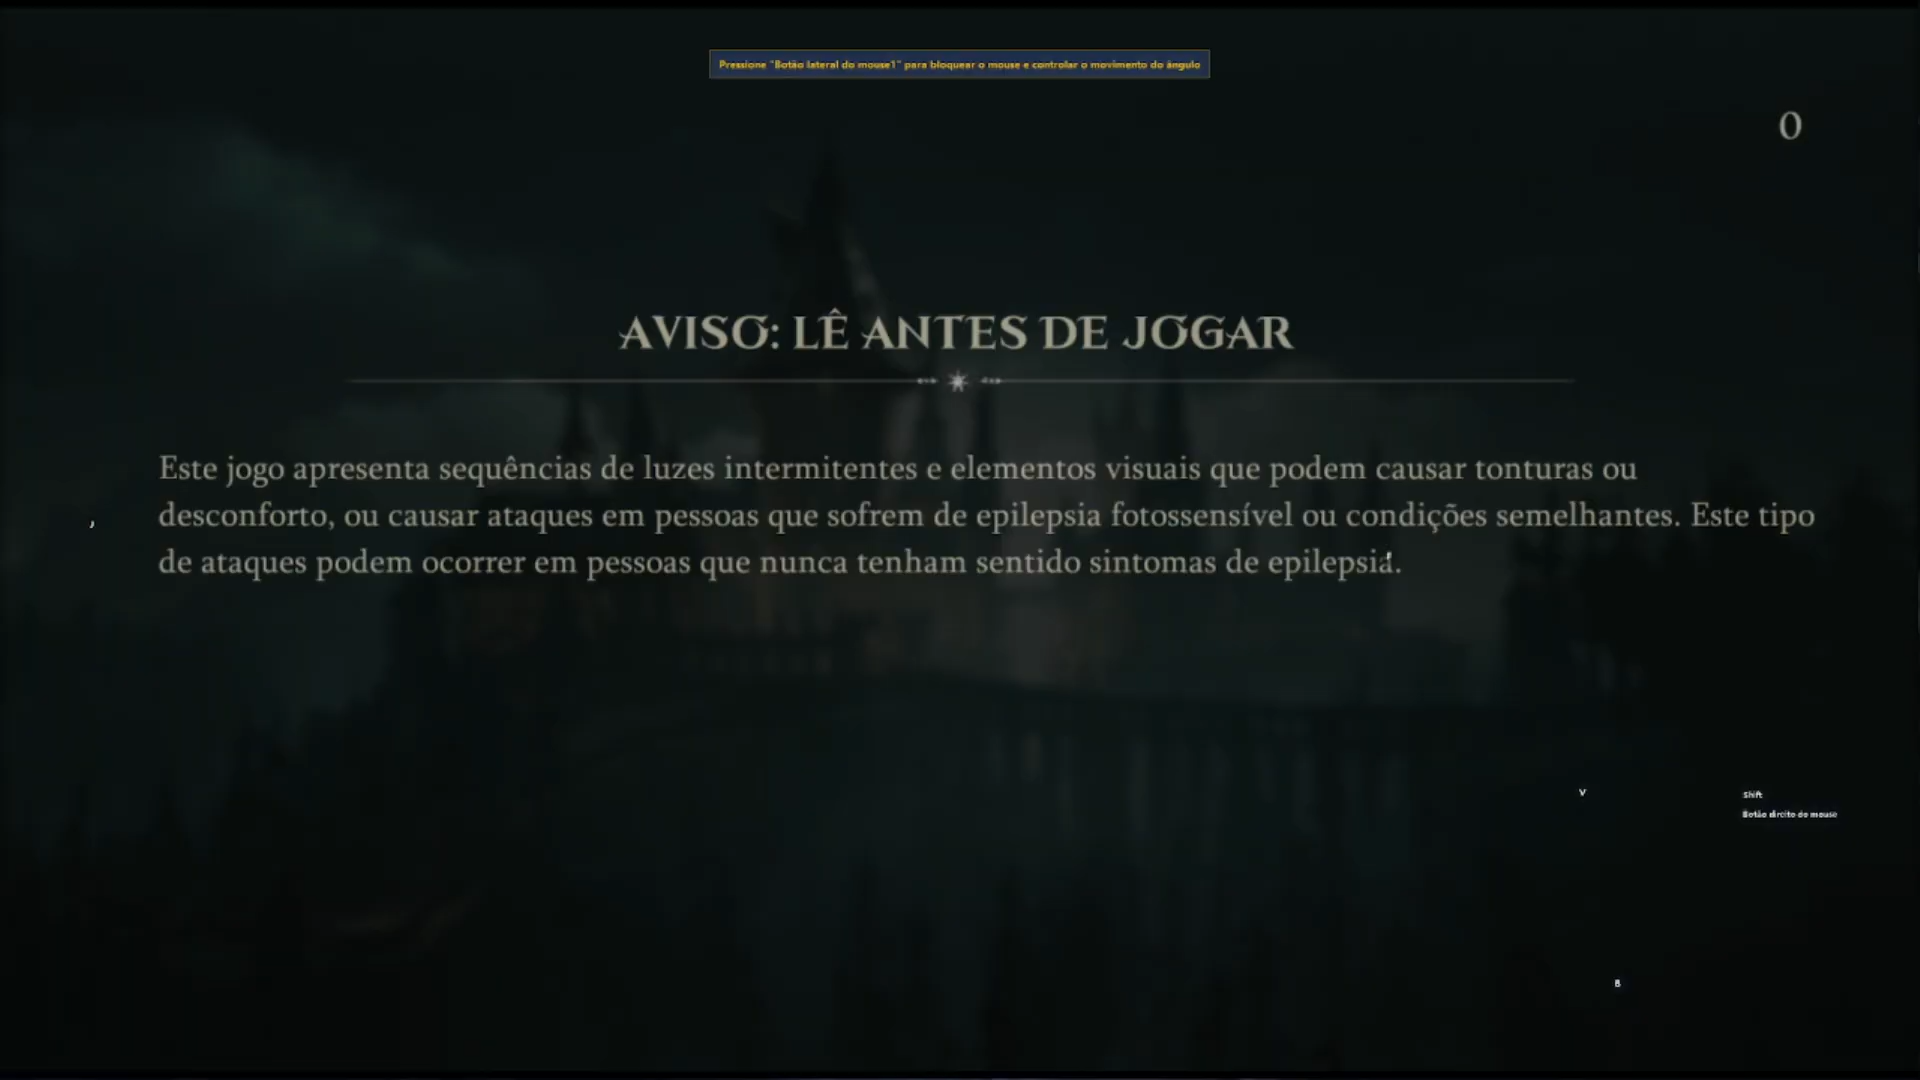 Pressione "Botão lateral do mouse1" para bloquear o mouse e controlar o movimento do ângulo
0
AVISO: LÊ ANTES DE JOGAR
Este jogo apresenta sequências de luzes intermitentes e elementos visuais que podem causar tonturas ou
desconforto, ou causar ataques em pessoas que sofrem de epilepsia fotossensível ou condições semelhantes. Este tipo
de ataques podem ocorrer em pessoas que nunca tenham sentido sintomas de epilepsia.
,
V
Shift
Botão direito do mouse
B